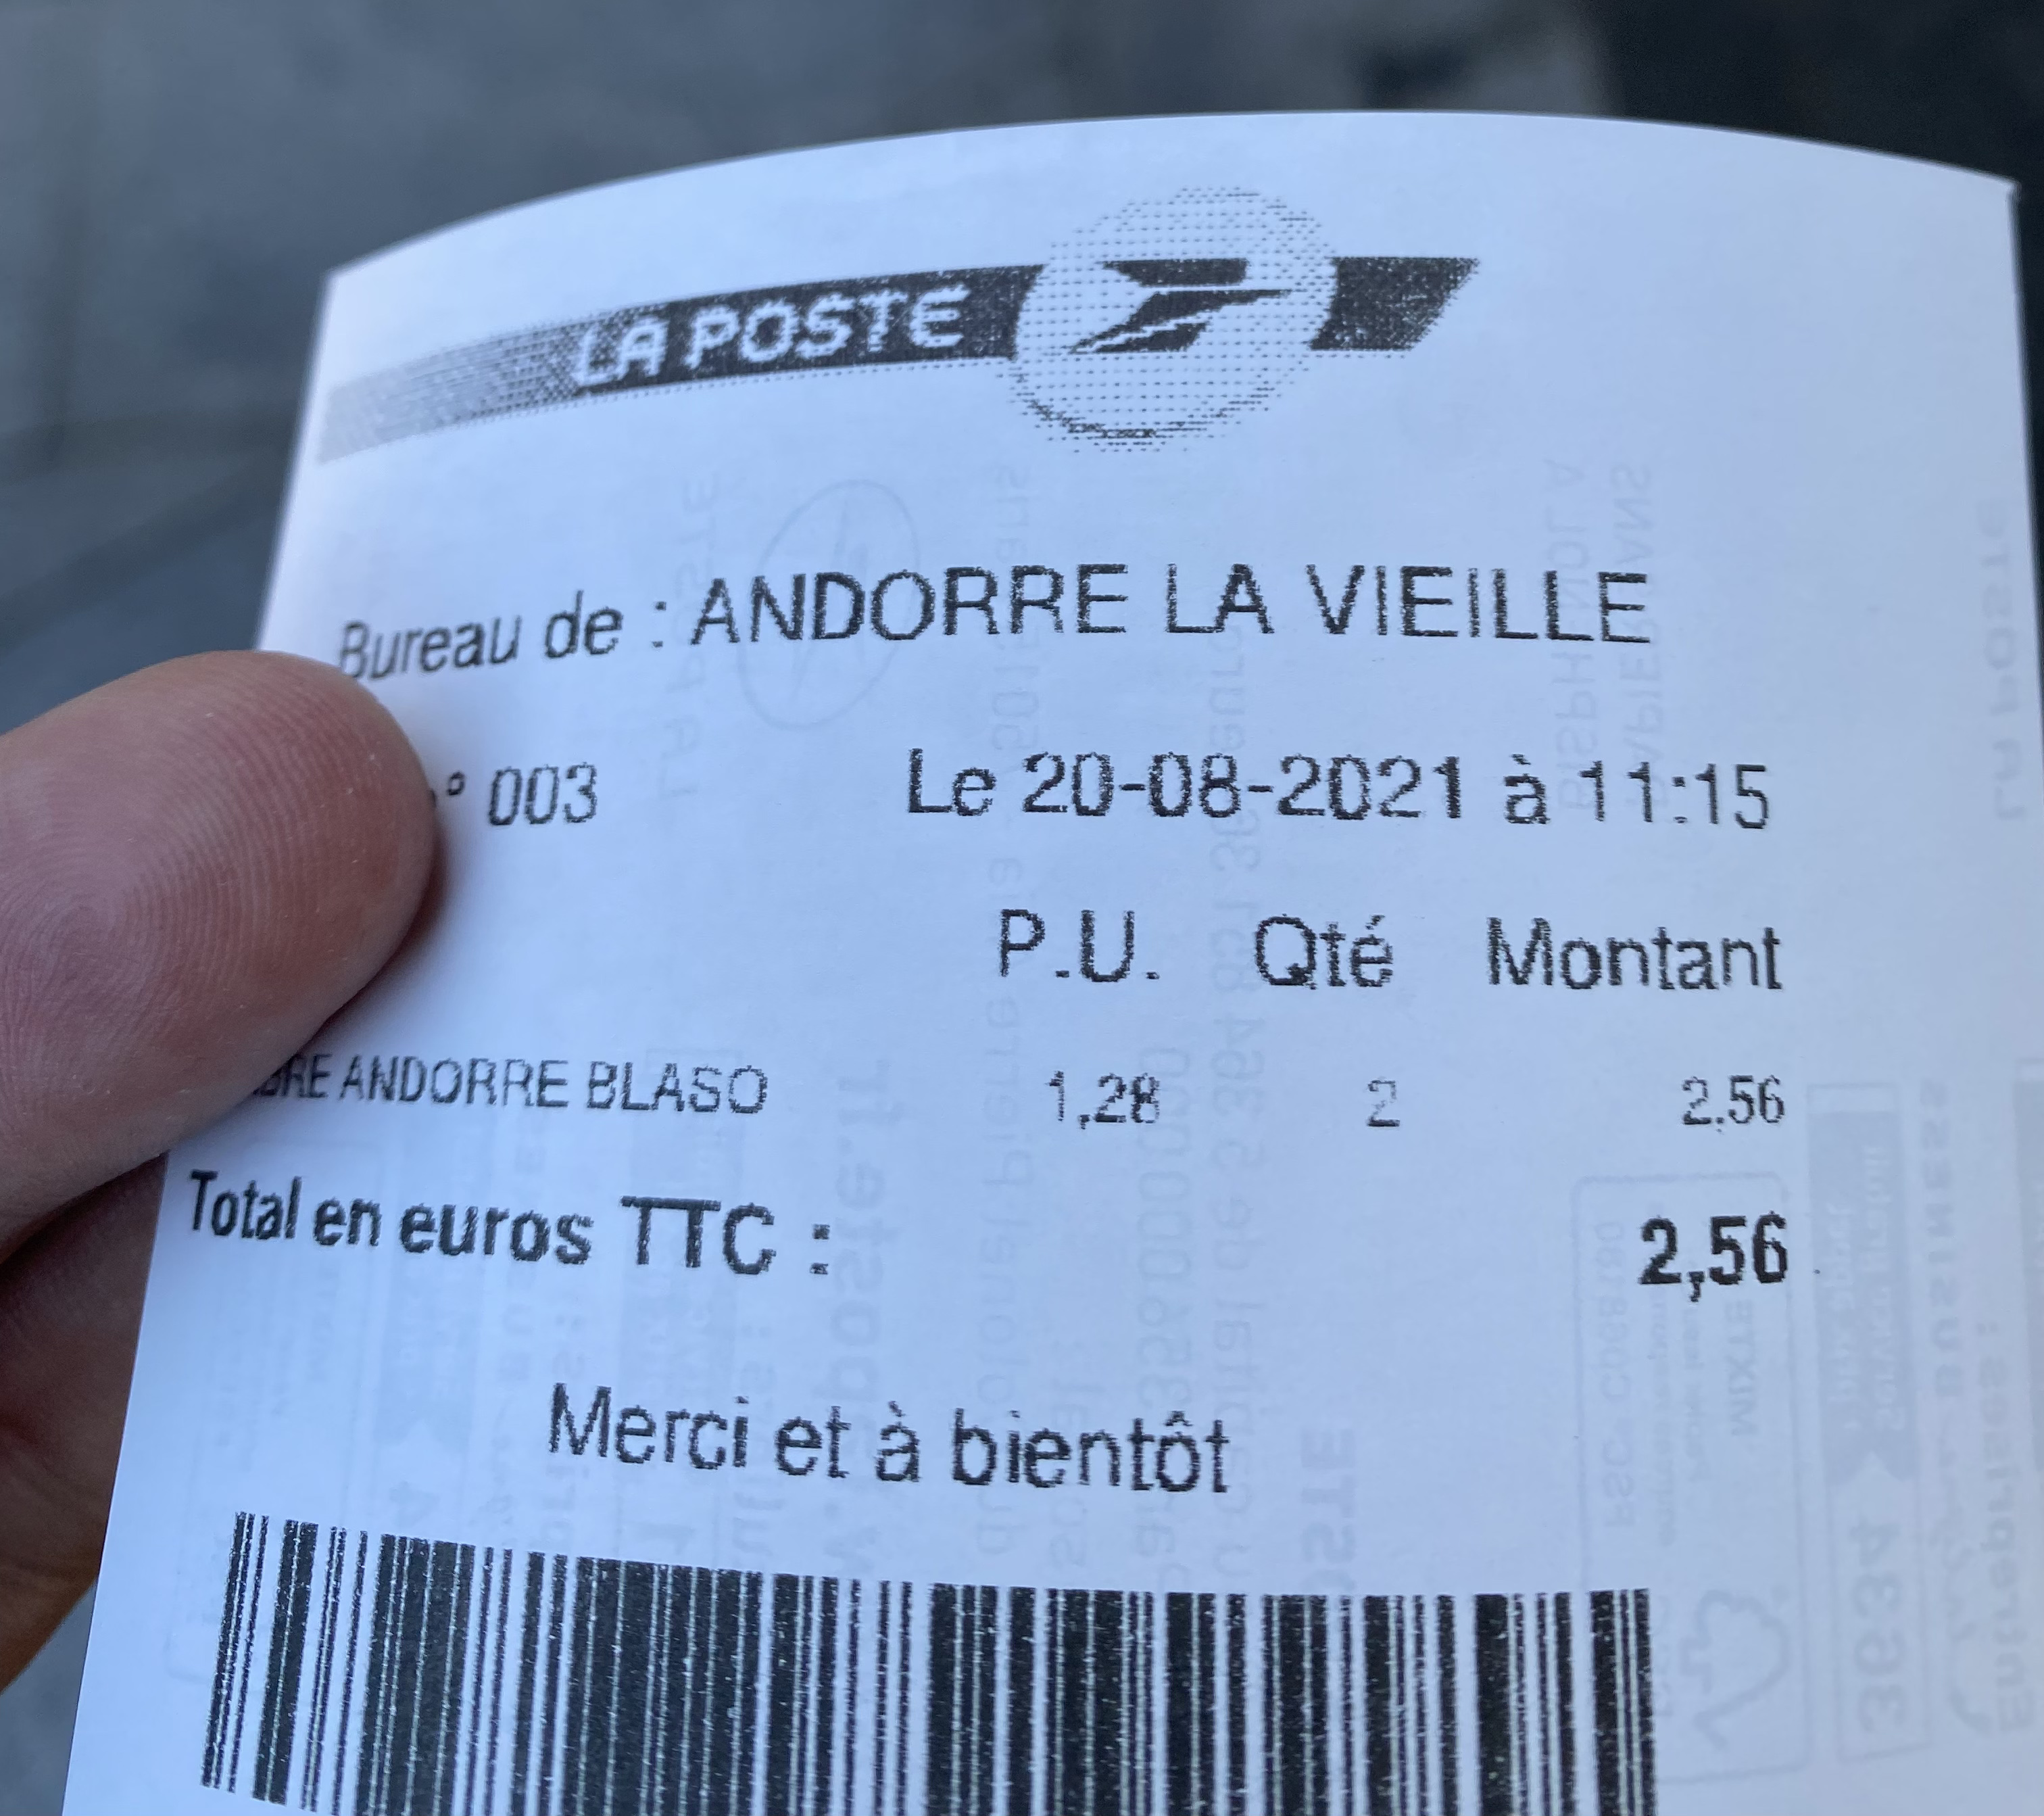 LA POSTE
Bureau de : ANDORRE LA VIEILLE
° 003 Le 20-08-2021 à 11:15
P.U. Qté Montant
BRE ANDORRE BLASO 1,28 2 2.56
Total en euros TTC : 2,56
Merci et à bientôt